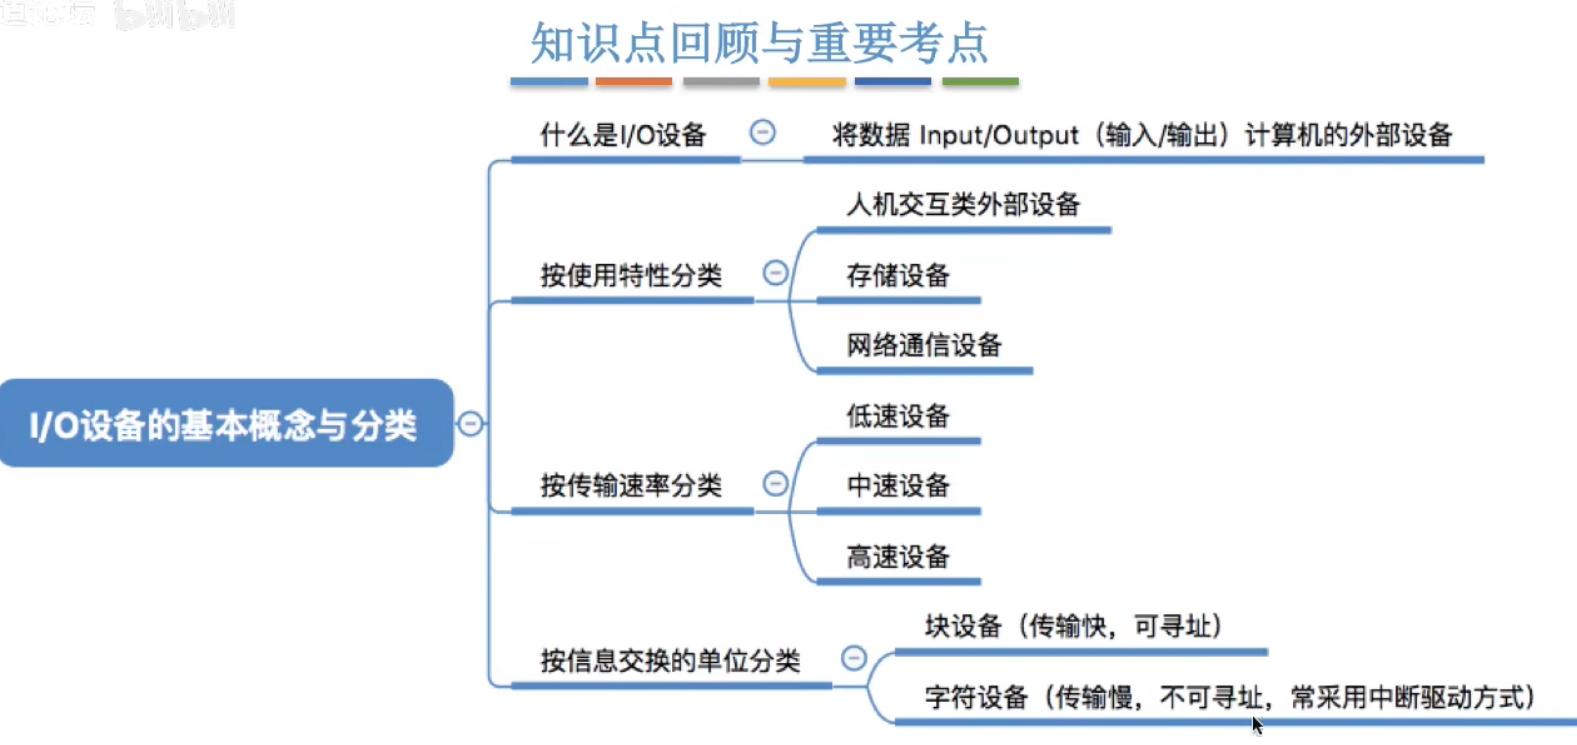 知识点回顾与重要考点
什么是I/O设备
将数据 Input/Output（输入/输出）计算机的外部设备
人机交互类外部设备
按使用特性分类
存储设备
网络通信设备
I/O设备的基本概念与分类
低速设备
按传输速率分类
中速设备
高速设备
块设备（传输快，可寻址）
按信息交换的单位分类
字符设备（传输慢，不可寻址，常采用中断驱动方式）